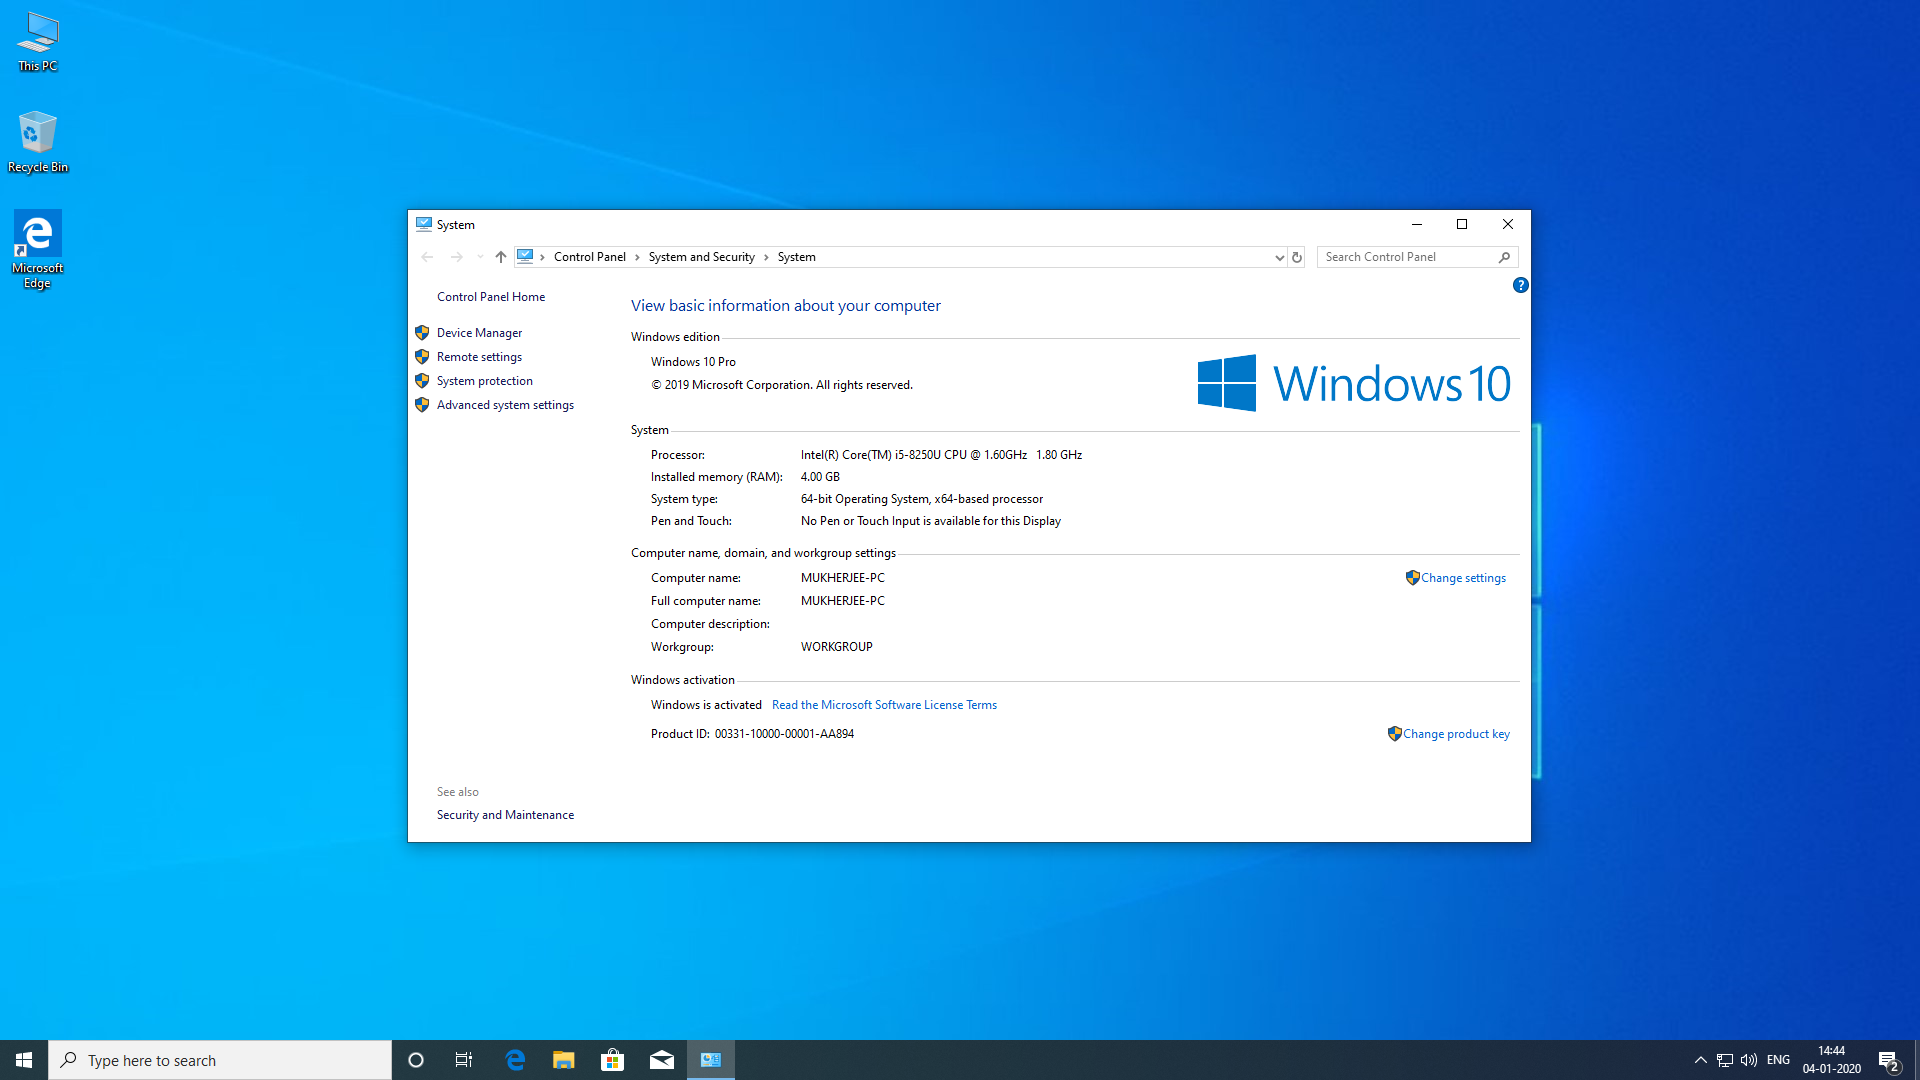 This PC
Recycle Bin
Microsoft
Edge
System
Control Panel > System and Security > System
Search Control Panel
?
Control Panel Home
Device Manager
Remote settings
System protection
Advanced system settings
View basic information about your computer
Windows edition
Windows 10 Pro
© 2019 Microsoft Corporation. All rights reserved.
Windows 10
System
Processor: Intel(R) Core(TM) i5-8250U CPU @ 1.60GHz 1.80 GHz
Installed memory (RAM): 4.00 GB
System type: 64-bit Operating System, x64-based processor
Pen and Touch: No Pen or Touch Input is available for this Display
Computer name, domain, and workgroup settings
Computer name: MUKHERJEE-PC Change settings
Full computer name: MUKHERJEE-PC
Computer description:
Workgroup: WORKGROUP
Windows activation
Windows is activated Read the Microsoft Software License Terms
Product ID: 00331-10000-00001-AA894 Change product key
See also
Security and Maintenance
Type here to search
ENG
14:44
04-01-2020
2